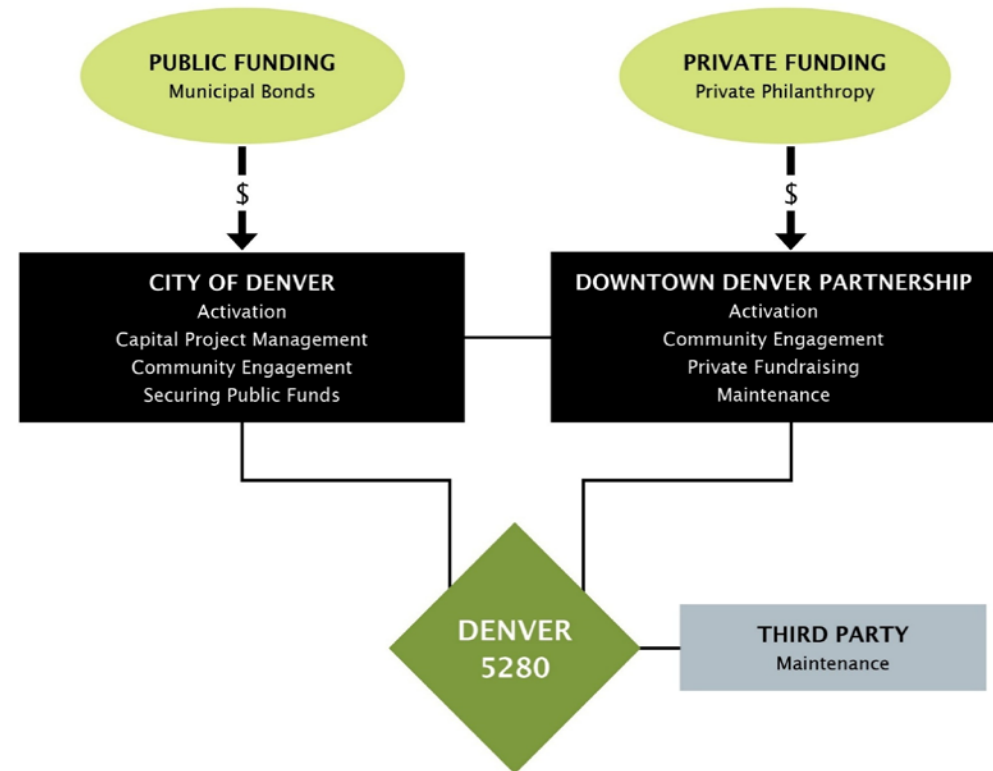 PUBLIC FUNDING
Municipal Bonds
PRIVATE FUNDING
Private Philanthropy
$
$
CITY OF DENVER
Activation
Capital Project Management
Community Engagement
Securing Public Funds
DOWNTOWN DENVER PARTNERSHIP
Activation
Community Engagement
Private Fundraising
Maintenance
DENVER
5280
THIRD PARTY
Maintenance